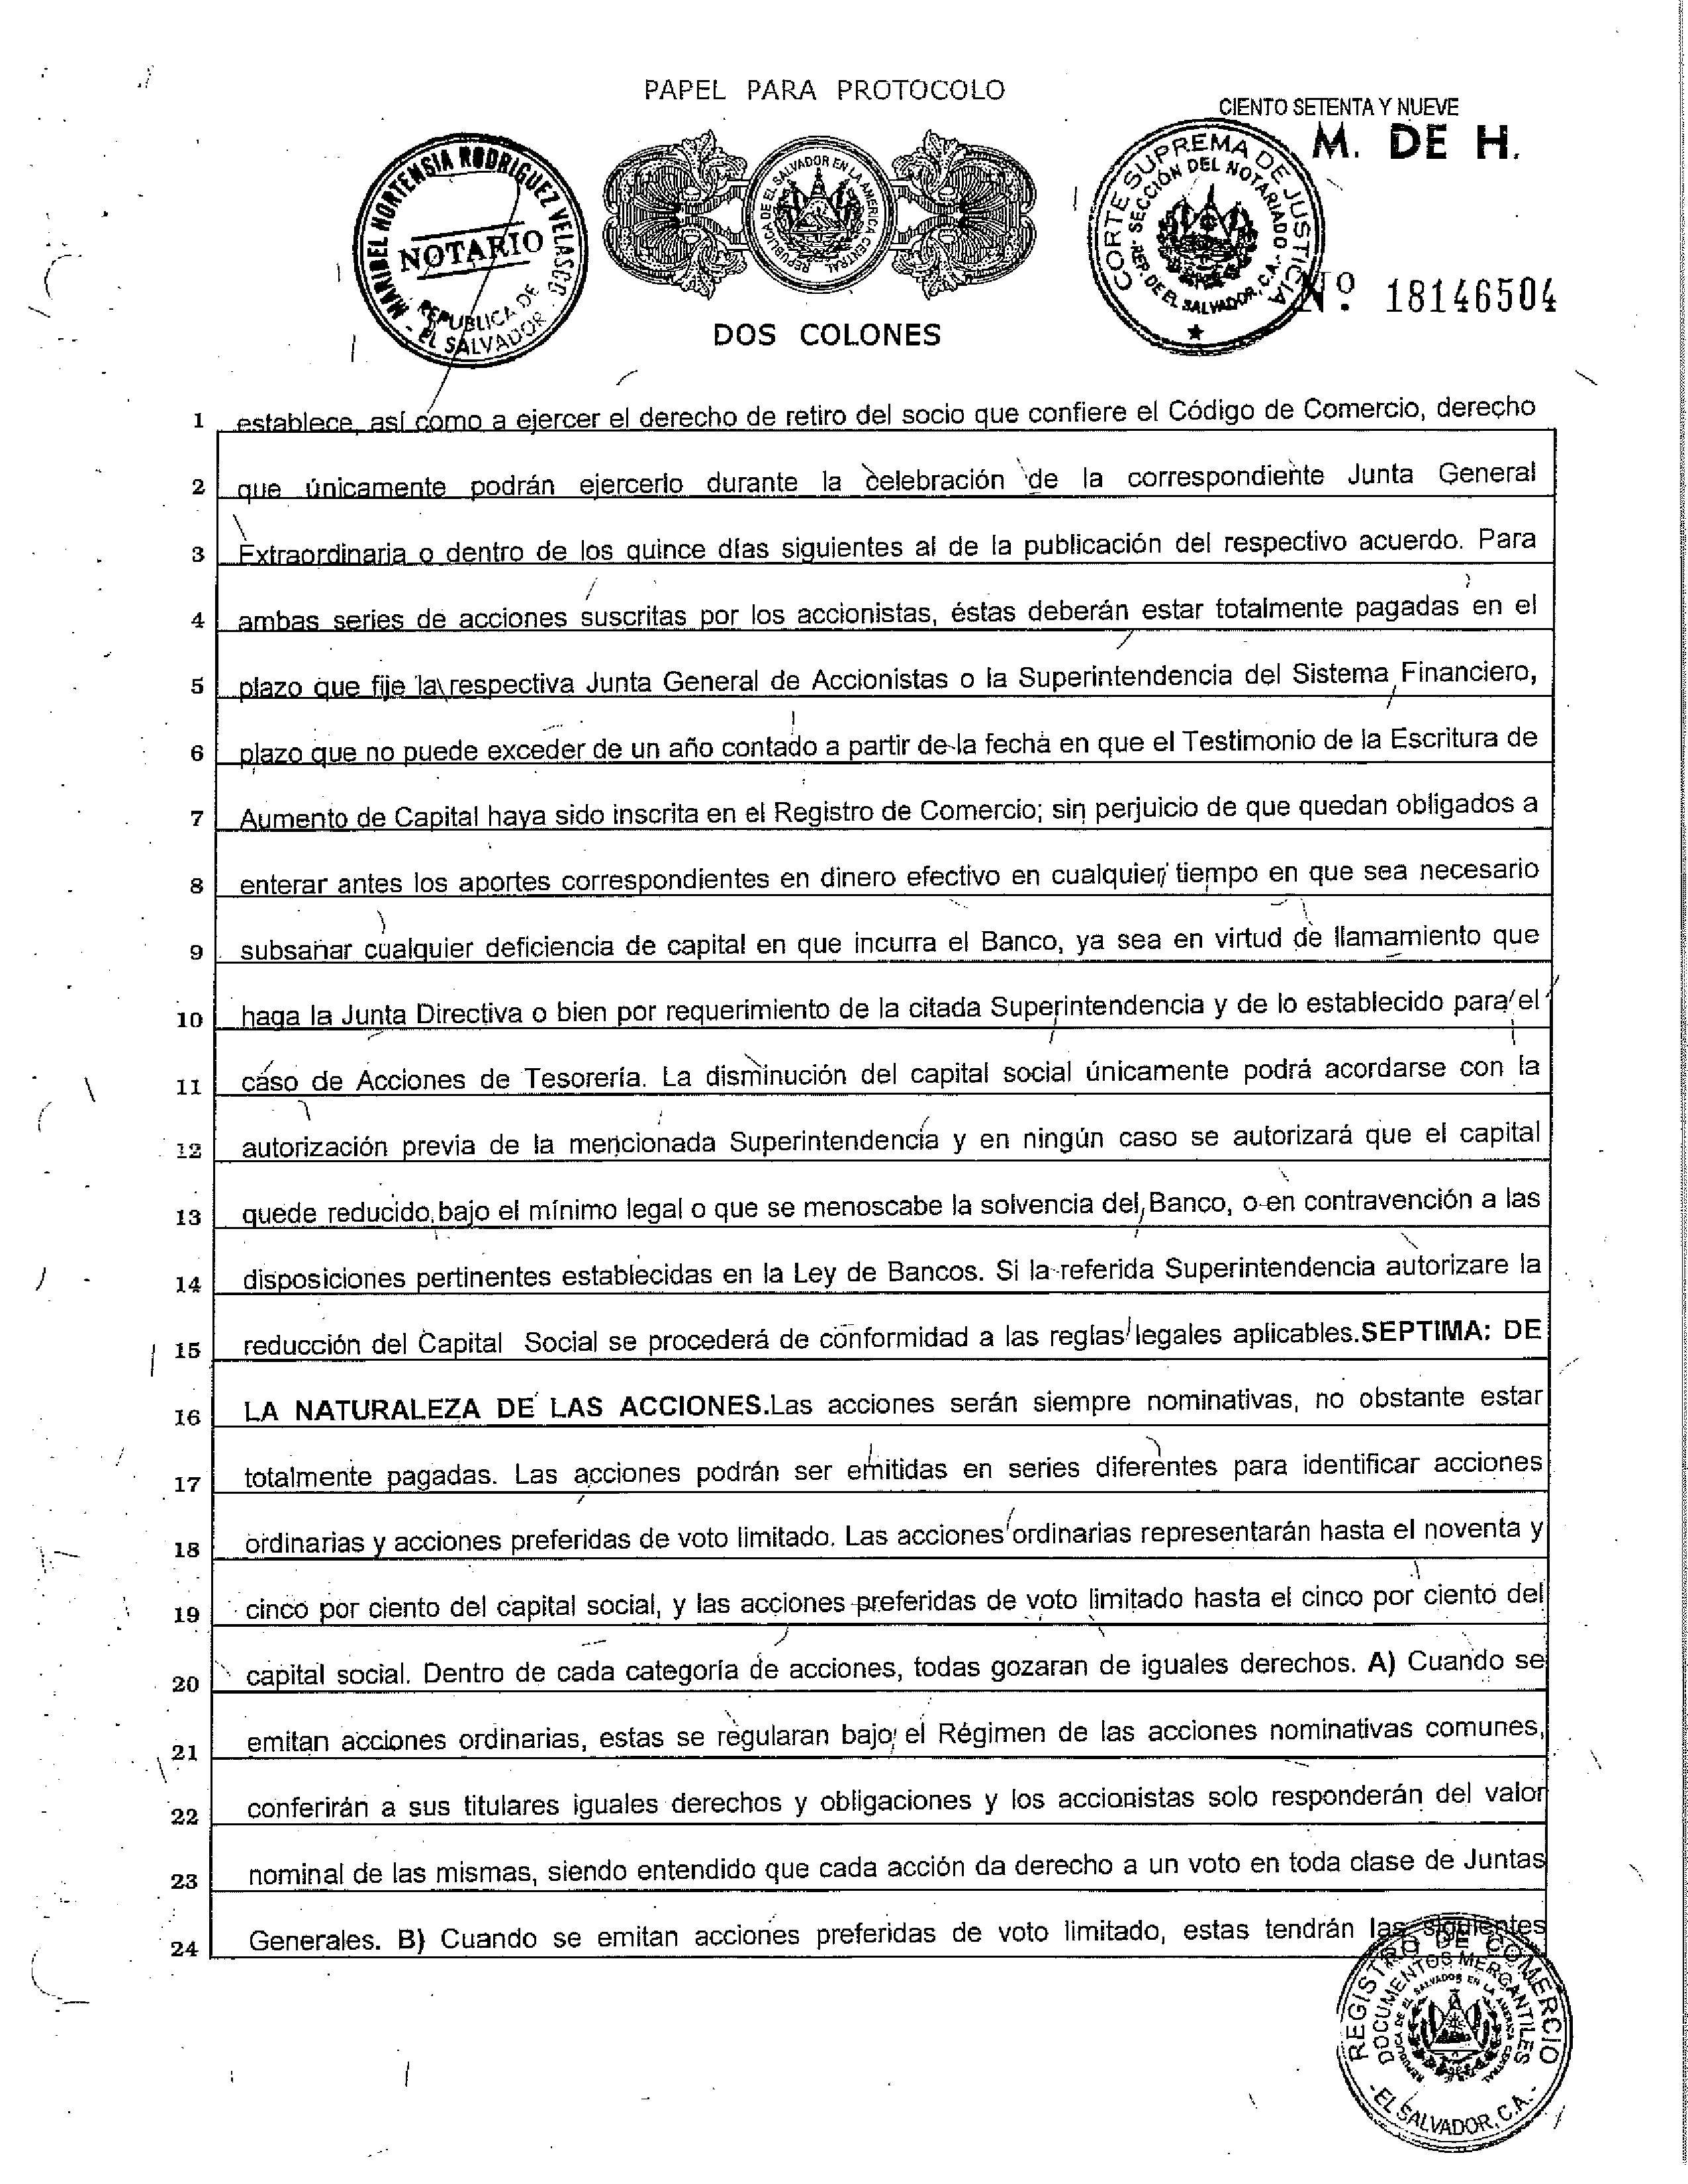 PAPEL PARA PROTOCOLO
CIENTO SETENTA Y NUEVE
M. DE H.
MARIBEL HORTENSIA RODRIGUEZ VELASCO
NOTARIO
REPUBLICA DE
EL SALVADOR
REPUBLICA DE EL SALVADOR EN LA AMERICA CENTRAL
CORTE SUPREMA DE JUSTICIA
SECCIÓN DEL NOTARIADO
REP. DE EL SALVADOR, C.A.
Nº 18146504
DOS COLONES
1 establece, así como a ejercer el derecho de retiro del socio que confiere el Código de Comercio, derecho
2 que únicamente podrán ejercerlo durante la celebración de la correspondiente Junta General
3 Extraordinaria o dentro de los quince días siguientes al de la publicación del respectivo acuerdo. Para
4 ambas series de acciones suscritas por los accionistas, éstas deberán estar totalmente pagadas en el
5 plazo que fije la respectiva Junta General de Accionistas o la Superintendencia del Sistema Financiero,
6 plazo que no puede exceder de un año contado a partir de la fecha en que el Testimonio de la Escritura de
7 Aumento de Capital haya sido inscrita en el Registro de Comercio; sin perjuicio de que quedan obligados a
8 enterar antes los aportes correspondientes en dinero efectivo en cualquier tiempo en que sea necesario
9 subsanar cualquier deficiencia de capital en que incurra el Banco, ya sea en virtud de llamamiento que
10 haga la Junta Directiva o bien por requerimiento de la citada Superintendencia y de lo establecido para el
11 caso de Acciones de Tesorería. La disminución del capital social únicamente podrá acordarse con la
12 autorización previa de la mencionada Superintendencia y en ningún caso se autorizará que el capital
13 quede reducido bajo el mínimo legal o que se menoscabe la solvencia del Banco, o en contravención a las
14 disposiciones pertinentes establecidas en la Ley de Bancos. Si la referida Superintendencia autorizare la
15 reducción del Capital Social se procederá de conformidad a las reglas legales aplicables.SEPTIMA: DE
16 LA NATURALEZA DE LAS ACCIONES.Las acciones serán siempre nominativas, no obstante estar
17 totalmente pagadas. Las acciones podrán ser emitidas en series diferentes para identificar acciones
18 ordinarias y acciones preferidas de voto limitado. Las acciones ordinarias representarán hasta el noventa y
19 cinco por ciento del capital social, y las acciones preferidas de voto limitado hasta el cinco por ciento del
20 capital social. Dentro de cada categoría de acciones, todas gozaran de iguales derechos. A) Cuando se
21 emitan acciones ordinarias, estas se regularan bajo el Régimen de las acciones nominativas comunes,
22 conferirán a sus titulares iguales derechos y obligaciones y los accionistas solo responderán del valor
23 nominal de las mismas, siendo entendido que cada acción da derecho a un voto en toda clase de Juntas
24 Generales. B) Cuando se emitan acciones preferidas de voto limitado, estas tendrán las siguientes
REGISTRO DE COMERCIO
DOCUMENTOS MERCANTILES
REPUBLICA DE EL SALVADOR EN LA AMERICA CENTRAL
EL SALVADOR, C.A.